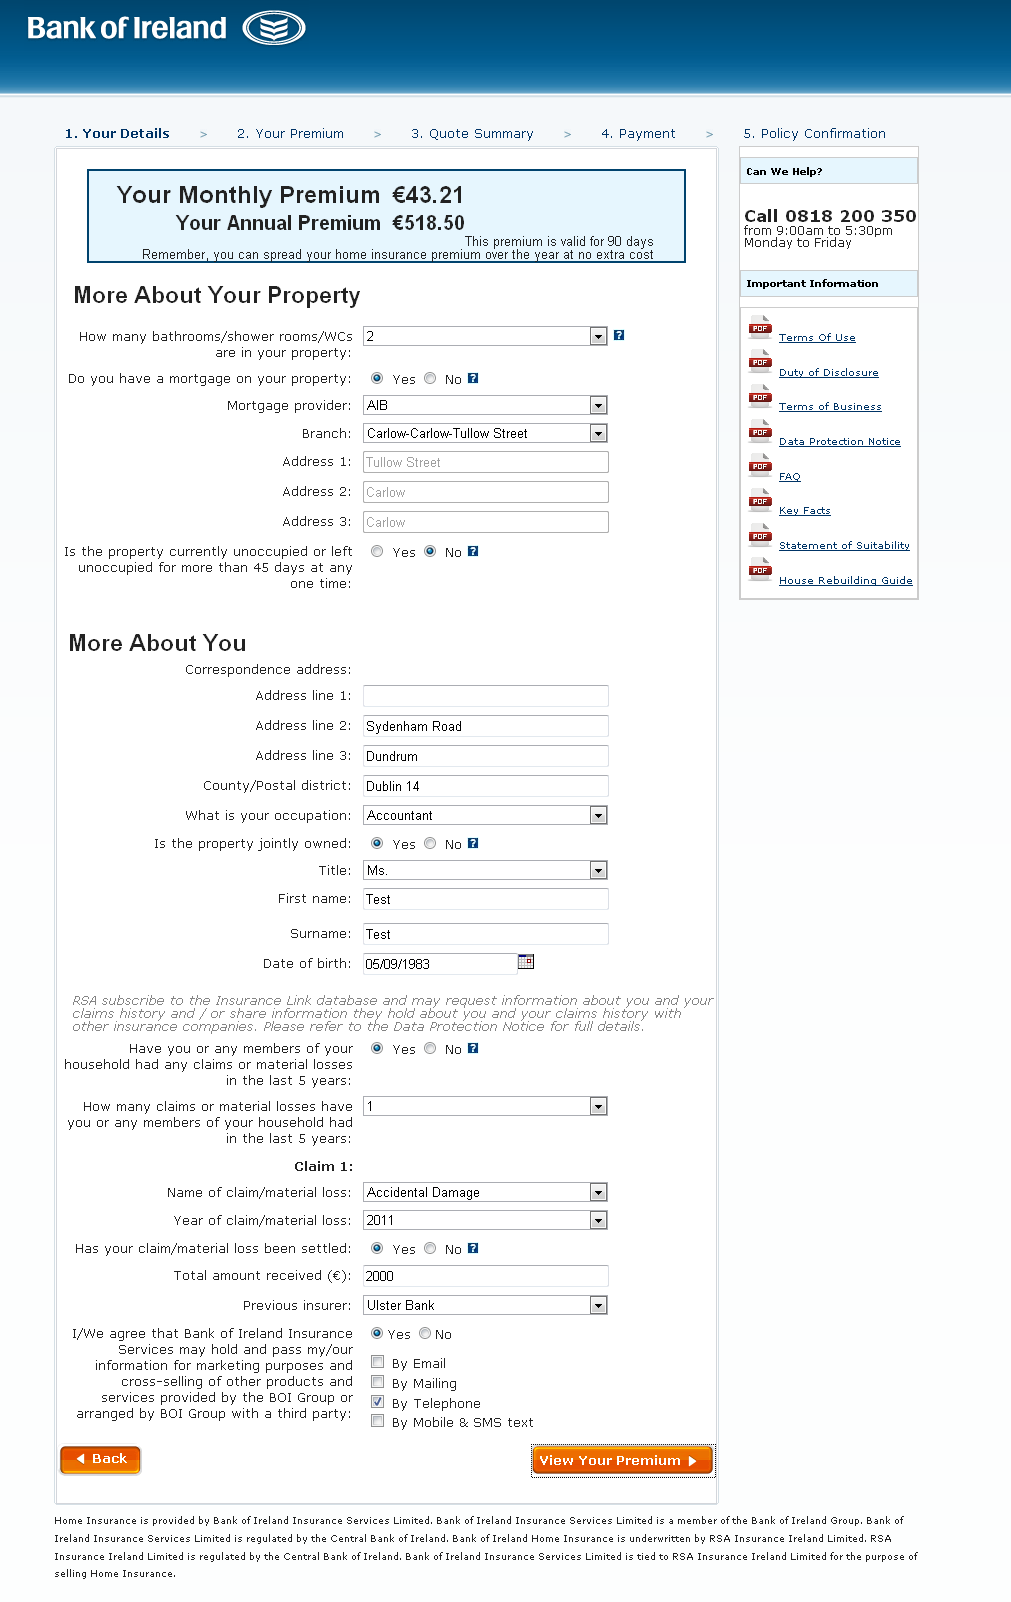 Bank of Ireland
1. Your Details > 2. Your Premium > 3. Quote Summary > 4. Payment > 5. Policy Confirmation
Your Monthly Premium €43.21
Your Annual Premium €518.50
This premium is valid for 90 days
Remember, you can spread your home insurance premium over the year at no extra cost
More About Your Property
How many bathrooms/shower rooms/WCs 2 ?
are in your property:
Do you have a mortgage on your property: Yes No ?
Mortgage provider: AIB
Branch: Carlow-Carlow-Tullow Street
Address 1: Tullow Street
Address 2: Carlow
Address 3: Carlow
Is the property currently unoccupied or left Yes No ?
unoccupied for more than 45 days at any
one time:
More About You
Correspondence address:
Address line 1:
Address line 2: Sydenham Road
Address line 3: Dundrum
County/Postal district: Dublin 14
What is your occupation: Accountant
Is the property jointly owned: Yes No ?
Title: Ms.
First name: Test
Surname: Test
Date of birth: 05/09/1983
RSA subscribe to the Insurance Link database and may request information about you and your
claims history and / or share information they hold about you and your claims history with
other insurance companies. Please refer to the Data Protection Notice for full details.
Have you or any members of your Yes No ?
household had any claims or material losses
in the last 5 years:
How many claims or material losses have 1
you or any members of your household had
in the last 5 years:
Claim 1:
Name of claim/material loss: Accidental Damage
Year of claim/material loss: 2011
Has your claim/material loss been settled: Yes No ?
Total amount received (€): 2000
Previous insurer: Ulster Bank
I/We agree that Bank of Ireland Insurance Yes No
Services may hold and pass my/our
information for marketing purposes and
cross-selling of other products and
services provided by the BOI Group or
arranged by BOI Group with a third party:
By Email
By Mailing
By Telephone
By Mobile & SMS text
Back
View Your Premium
Can We Help?
Call 0818 200 350
from 9:00am to 5:30pm
Monday to Friday
Important Information
PDF Terms Of Use
PDF Duty of Disclosure
PDF Terms of Business
PDF Data Protection Notice
PDF FAQ
PDF Key Facts
PDF Statement of Suitability
PDF House Rebuilding Guide
Home Insurance is provided by Bank of Ireland Insurance Services Limited. Bank of Ireland Insurance Services Limited is a member of the Bank of Ireland Group. Bank of
Ireland Insurance Services Limited is regulated by the Central Bank of Ireland. Bank of Ireland Home Insurance is underwritten by RSA Insurance Ireland Limited. RSA
Insurance Ireland Limited is regulated by the Central Bank of Ireland. Bank of Ireland Insurance Services Limited is tied to RSA Insurance Ireland Limited for the purpose of
selling Home Insurance.